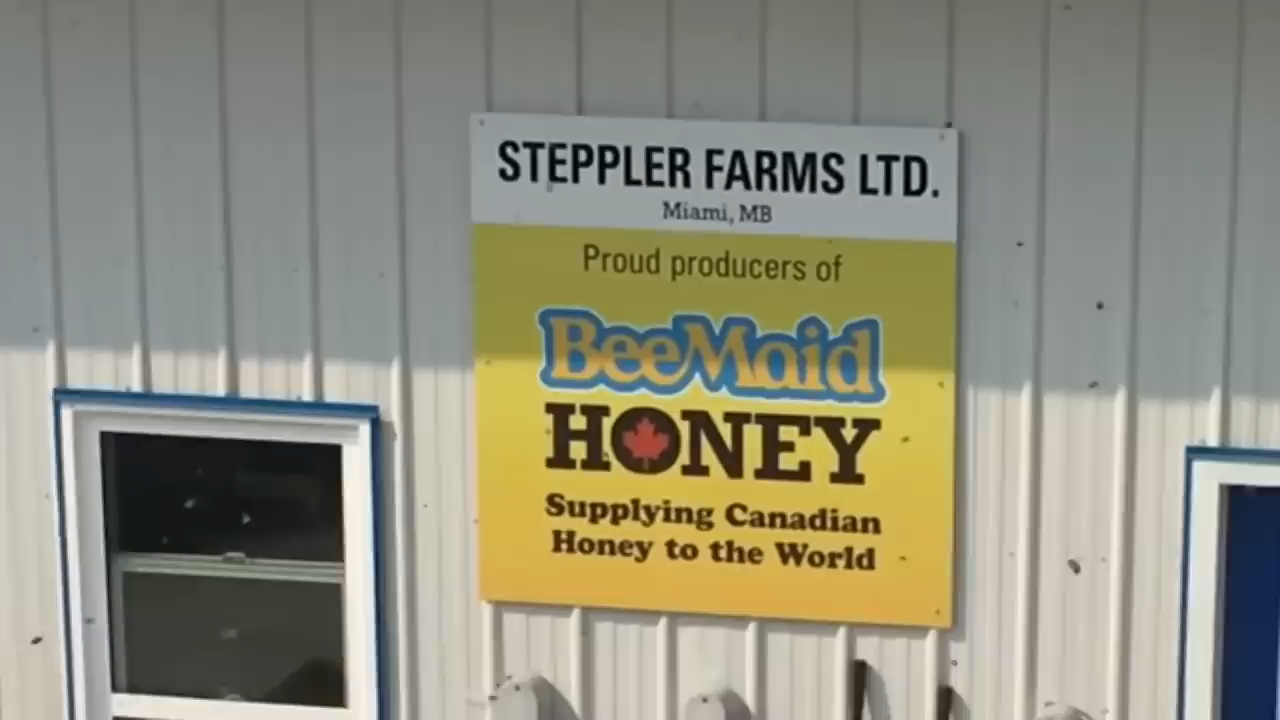 STEPPLER FARMS LTD.
Miami, MB
Proud producers of
BeeMaid
HONEY
Supplying Canadian
Honey to the World